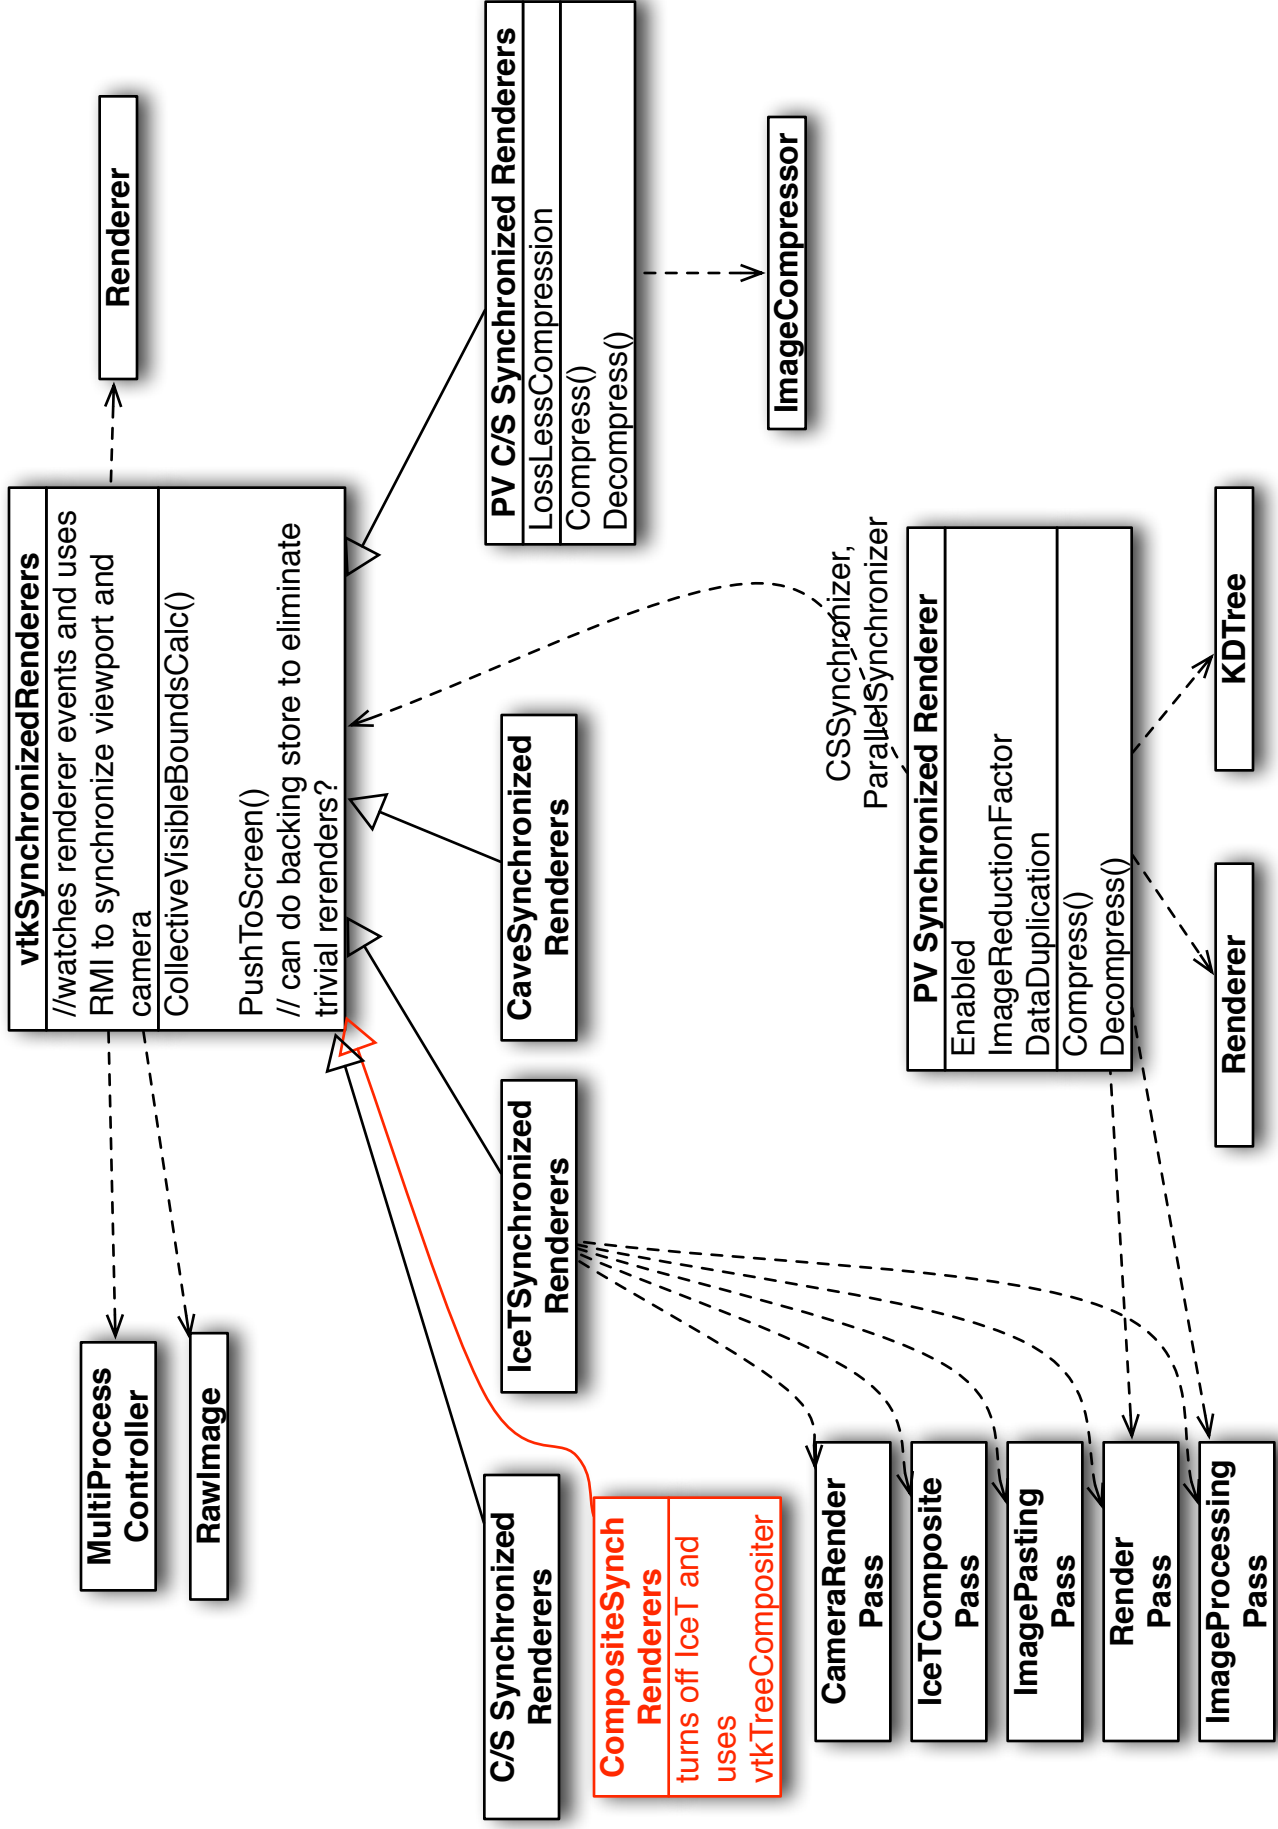 vtkSynchronizedRenderers
//watches renderer events and uses
RMI to synchronize viewport and
camera
CollectiveVisibleBoundsCalc()
PushToScreen()
// can do backing store to eliminate
trivial rerenders?
MultiProcess
Controller
RawImage
Renderer
C/S Synchronized
Renderers
CompositeSynch
Renderers
turns off IceT and
uses
vtkTreeCompositer
IceTSynchronized
Renderers
CaveSynchronized
Renderers
PV C/S Synchronized Renderers
LossLessCompression
Compress()
Decompress()
ImageCompressor
CameraRender
Pass
IceTComposite
Pass
ImagePasting
Pass
Render
Pass
ImageProcessing
Pass
CSSynchronizer,
ParallelSynchronizer
PV Synchronized Renderer
Enabled
ImageReductionFactor
DataDuplication
Compress()
Decompress()
Renderer
KDTree